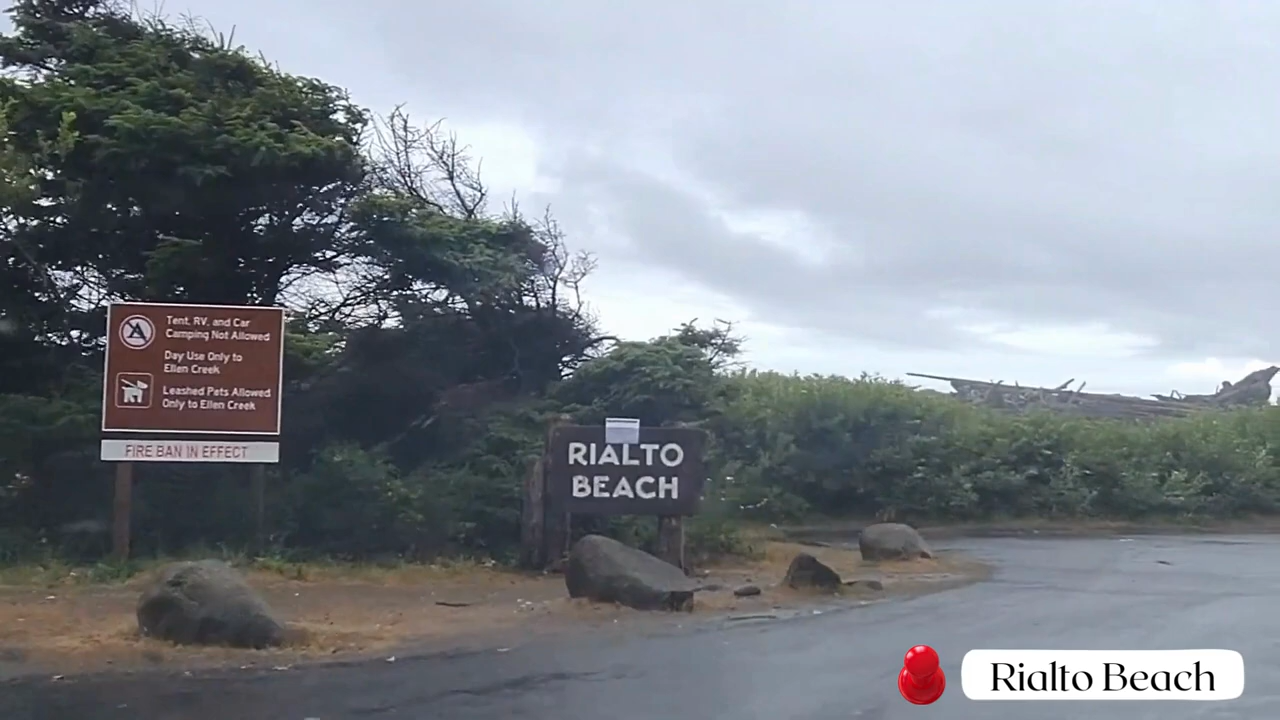 Tent, RV, and Car
Camping Not Allowed
Day Use Only to
Ellen Creek
Leashed Pets Allowed
Only to Ellen Creek
FIRE BAN IN EFFECT
RIALTO
BEACH
Rialto Beach